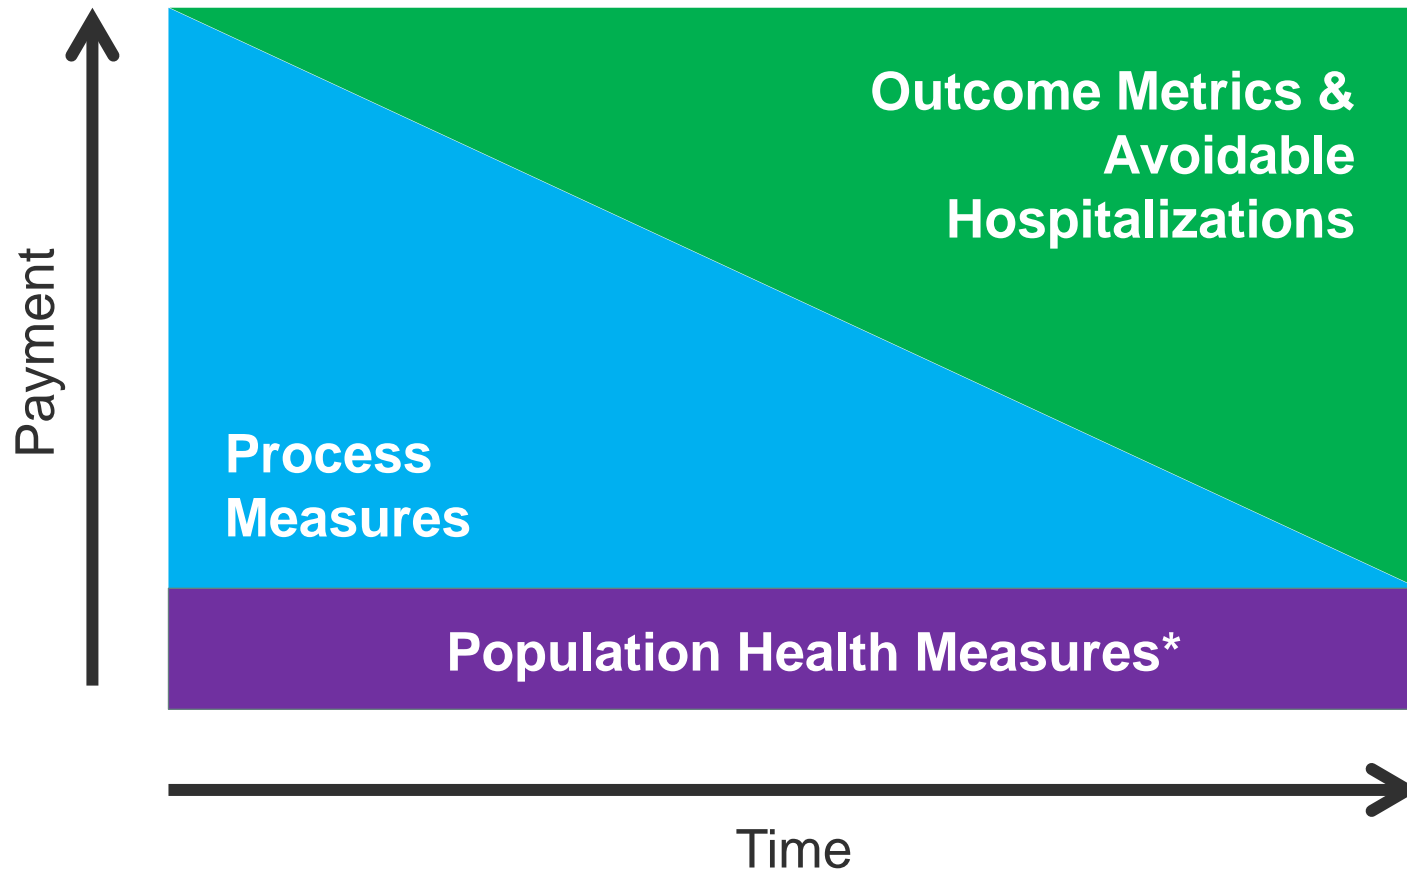 Payment
Outcome Metrics &
Avoidable
Hospitalizations
Process
Measures
Population Health Measures*
Time